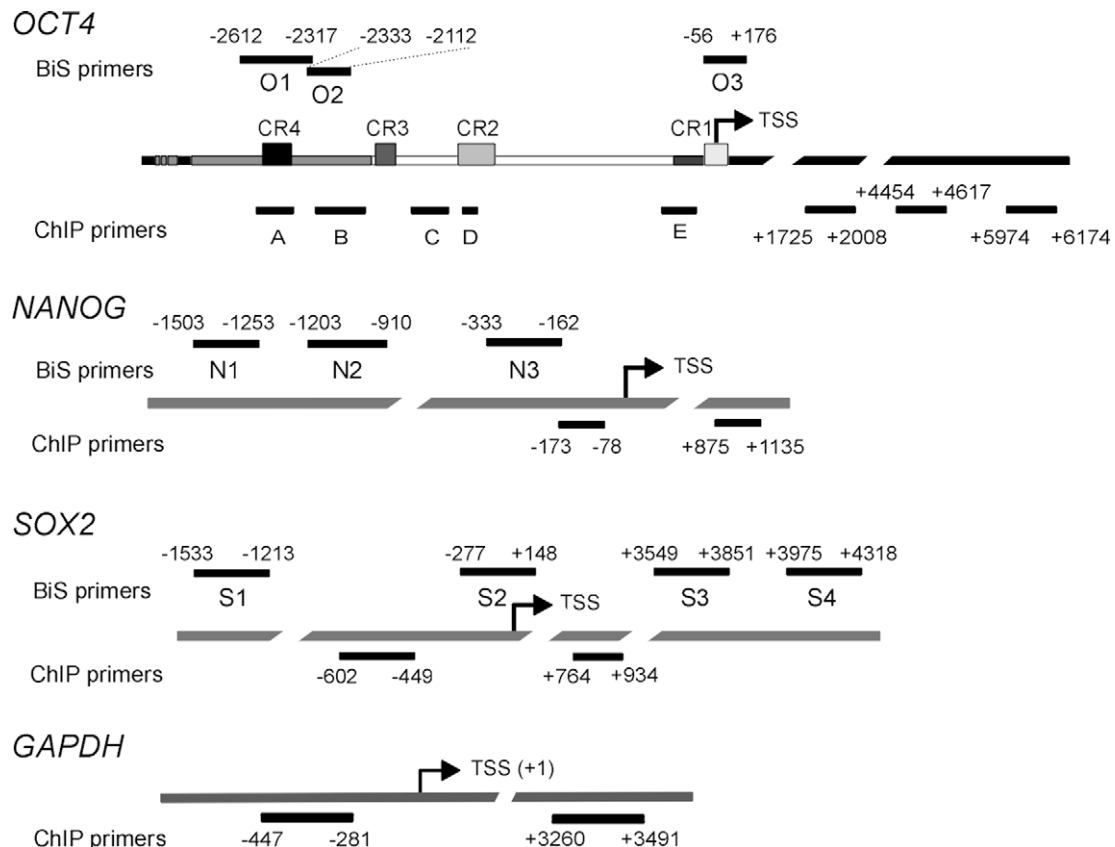 OCT4
-2612 -2317 -2333 -2112 -56 +176
BiS primers
O1 O2 O3
CR4 CR3 CR2 CR1 TSS
+4454 +4617
ChIP primers A B C D E
+1725 +2008 +5974 +6174
NANOG
-1503 -1253 -1203 -910 -333 -162
BiS primers N1 N2 N3 TSS
ChIP primers -173 -78 +875 +1135
SOX2
-1533 -1213 -277 +148 +3549 +3851 +3975 +4318
BiS primers S1 S2 TSS S3 S4
ChIP primers -602 -449 +764 +934
GAPDH
TSS (+1)
ChIP primers -447 -281 +3260 +3491